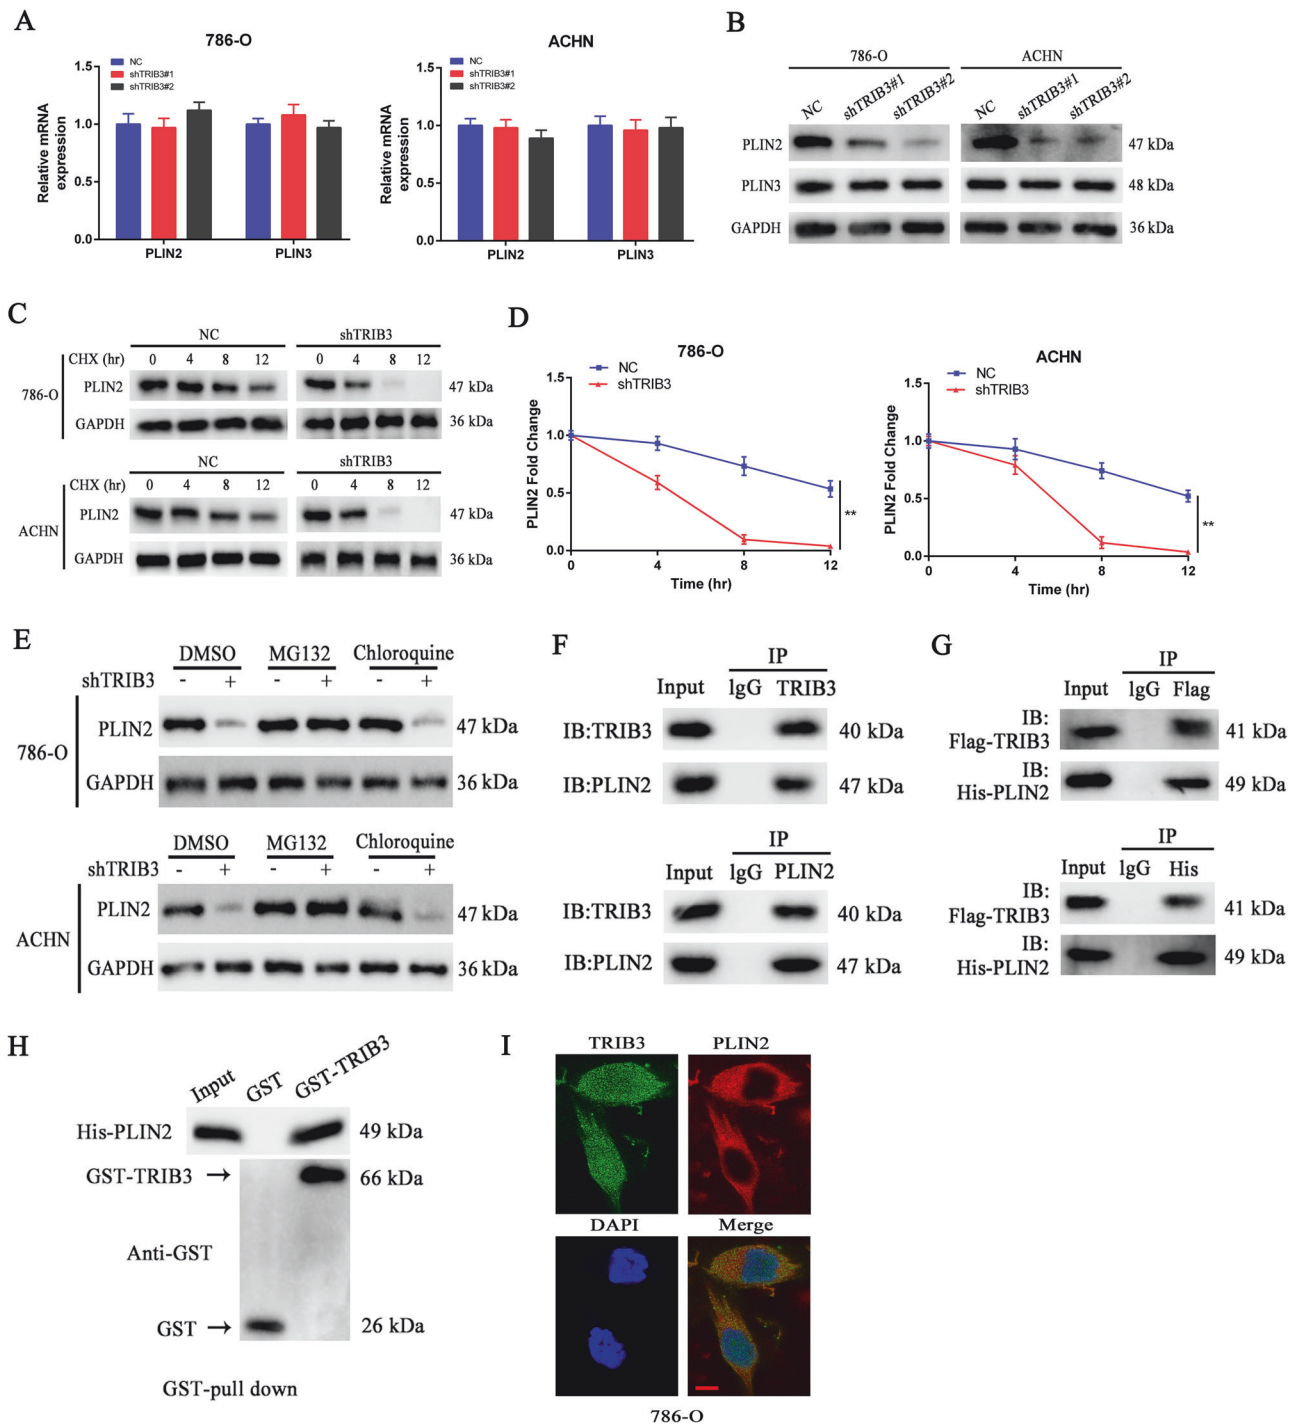 A
786-O
NC
shTRIB3#1
shTRIB3#2
Relative mRNA
expression
1.5
1.0
0.5
0.0
PLIN2 PLIN3
ACHN
NC
shTRIB3#1
shTRIB3#2
Relative mRNA
expression
1.5
1.0
0.5
0.0
PLIN2 PLIN3
B
786-O ACHN
NC shTRIB3#1 shTRIB3#2 NC shTRIB3#1 shTRIB3#2
PLIN2 47 kDa
PLIN3 48 kDa
GAPDH 36 kDa
C
NC shTRIB3
CHX (hr) 0 4 8 12 0 4 8 12
786-O
PLIN2 47 kDa
GAPDH 36 kDa
NC shTRIB3
CHX (hr) 0 4 8 12 0 4 8 12
ACHN
PLIN2 47 kDa
GAPDH 36 kDa
D
786-O
NC
shTRIB3
PLIN2 Fold Change
1.5
1.0
0.5
0.0
**
0 4 8 12
Time (hr)
ACHN
NC
shTRIB3
PLIN2 Fold Change
1.5
1.0
0.5
0.0
**
0 4 8 12
Time (hr)
E
DMSO MG132 Chloroquine
shTRIB3 - + - + - +
786-O
PLIN2 47 kDa
GAPDH 36 kDa
DMSO MG132 Chloroquine
shTRIB3 - + - + - +
ACHN
PLIN2 47 kDa
GAPDH 36 kDa
F
IP
Input lgG TRIB3
IB:TRIB3 40 kDa
IB:PLIN2 47 kDa
IP
Input lgG PLIN2
IB:TRIB3 40 kDa
IB:PLIN2 47 kDa
G
IP
Input lgG Flag
IB:
Flag-TRIB3 41 kDa
IB:
His-PLIN2 49 kDa
IP
Input lgG His
IB:
Flag-TRIB3 41 kDa
IB:
His-PLIN2 49 kDa
H
Input GST GST-TRIB3
His-PLIN2 49 kDa
GST-TRIB3 → 66 kDa
Anti-GST
GST → 26 kDa
GST-pull down
I
TRIB3 PLIN2
DAPI Merge
786-O